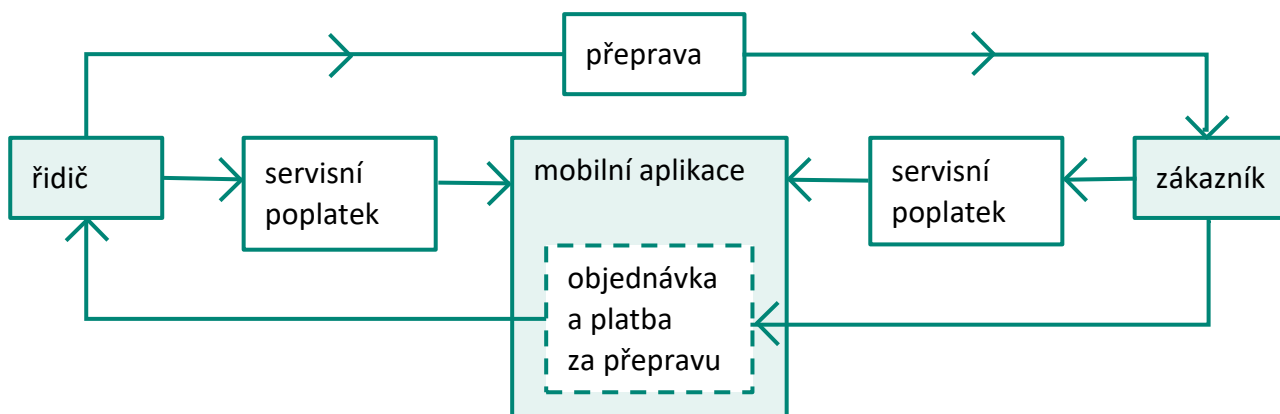 přeprava
řidič
servisní
poplatek
mobilní aplikace
servisní
poplatek
zákazník
objednávka
a platba
za přepravu